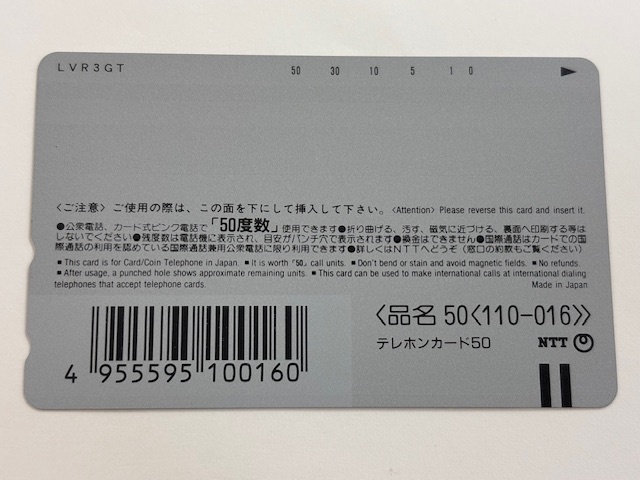 LVR3GT 50 30 10 5 1 0
〈ご注意〉ご使用の際は、この面を下にして挿入して下さい。〈Attention〉Please reverse this card and insert it.
●公衆電話、カード式ピンク電話で「50度数」使用できます●折り曲げる、汚す、磁気に近づける、裏面へ印刷する等は
しないでください●残度数は電話機に表示され、目安がパンチ穴で表示されます●換金はできません●国際通話はカードでの国
際通話の利用を認めている国際通話兼用公衆電話に限り利用できます●詳しくはNTTへどうぞ(窓口の約款もご覧ください)
■ This card is for Card/Coin Telephone in Japan. ■ It is worth「50」call units. ■ Don't bend or stain and avoid magnetic fields. ■ No refunds.
■ After usage, a punched hole shows approximate remaining units. ■ This card can be used to make international calls at international dialing
telephones that accept telephone cards. Made in Japan
〈品名 50〈110-016〉〉
テレホンカード50 NTT
4 955595 100160